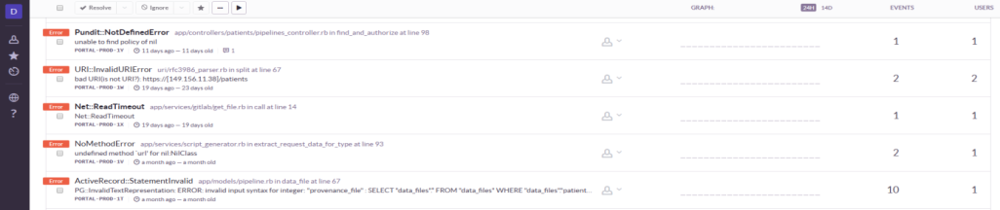 D
Resolve Ignore GRAPH: 24H 14D EVENTS USERS
Error Pundit::NotDefinedError app/controllers/patients/pipelines_controller.rb in find_and_authorize at line 98
unable to find policy of nil 1 1
PORTAL-PROD-1Y 11 days ago — 11 days old 1
Error URI::InvalidURIError uri/rfc3986_parser.rb in split at line 67
bad URI(is not URI?): https://[149.156.11.38]/patients 2 2
PORTAL-PROD-1W 19 days ago — 23 days old
Error Net::ReadTimeout app/services/gitlab/get_file.rb in call at line 14
Net::ReadTimeout 1 1
PORTAL-PROD-1X 19 days ago — 19 days old
Error NoMethodError app/services/script_generator.rb in extract_request_data_for_type at line 93
undefined method `url' for nil:NilClass 2 1
PORTAL-PROD-1V a month ago — a month old
Error ActiveRecord::StatementInvalid app/models/pipeline.rb in data_file at line 67
PG::InvalidTextRepresentation: ERROR: invalid input syntax for integer: "provenance_file" : SELECT "data_files".* FROM "data_files" WHERE "data_files"."patient... 10 1
PORTAL-PROD-1T a month ago — a month old
?